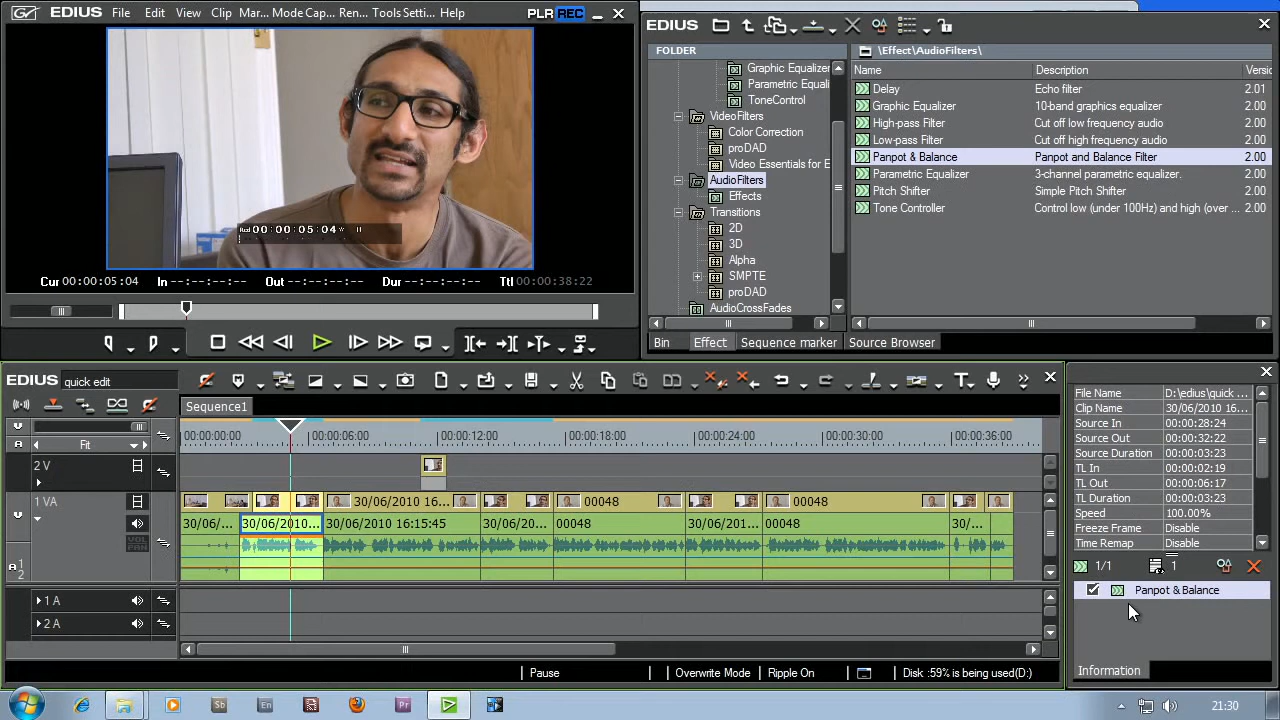 EDIUS File Edit View Clip Mar... Mode Cap... Ren... Tools Setti... Help PLR REC
00:00:05:04
Cur 00:00:05:04 In --:--:--:-- Out --:--:--:-- Dur --:--:--:-- Ttl 00:00:38:22
EDIUS
FOLDER
Graphic Equalizer
Parametric Equali
ToneControl
VideoFilters
Color Correction
proDAD
Video Essentials for E
AudioFilters
Effects
Transitions
2D
3D
Alpha
SMPTE
proDAD
AudioCrossFades
\Effect\AudioFilters\
Name Description Versio
Delay Echo filter 2.01
Graphic Equalizer 10-band graphics equalizer 2.00
High-pass Filter Cut off low frequency audio 2.00
Low-pass Filter Cut off high frequency audio 2.00
Panpot & Balance Panpot and Balance Filter 2.00
Parametric Equalizer 3-channel parametric equalizer. 2.00
Pitch Shifter Simple Pitch Shifter 2.00
Tone Controller Control low (under 100Hz) and high (over ... 2.00
Bin Effect Sequence marker Source Browser
EDIUS quick edit
Sequence1
Fit
00:00:00:00 00:00:06:00 00:00:12:00 00:00:18:00 00:00:24:00 00:00:30:00 00:00:36:00
2 V
1 VA
30/06/2010 16... 00048 00048
30/06/... 30/06/2010... 30/06/2010 16:15:45 30/06/20... 00048 30/06/201... 00048 30/...
VOL
PAN
1
2
1 A
2 A
Pause Overwrite Mode Ripple On Disk :59% is being used(D:)
File Name D:\edius\quick ...
Clip Name 30/06/2010 16...
Source In 00:00:28:24
Source Out 00:00:32:22
Source Duration 00:00:03:23
TL In 00:00:02:19
TL Out 00:00:06:17
TL Duration 00:00:03:23
Speed 100.00%
Freeze Frame Disable
Time Remap Disable
1/1 1
Panpot & Balance
Information
Sb En Pr 21:30